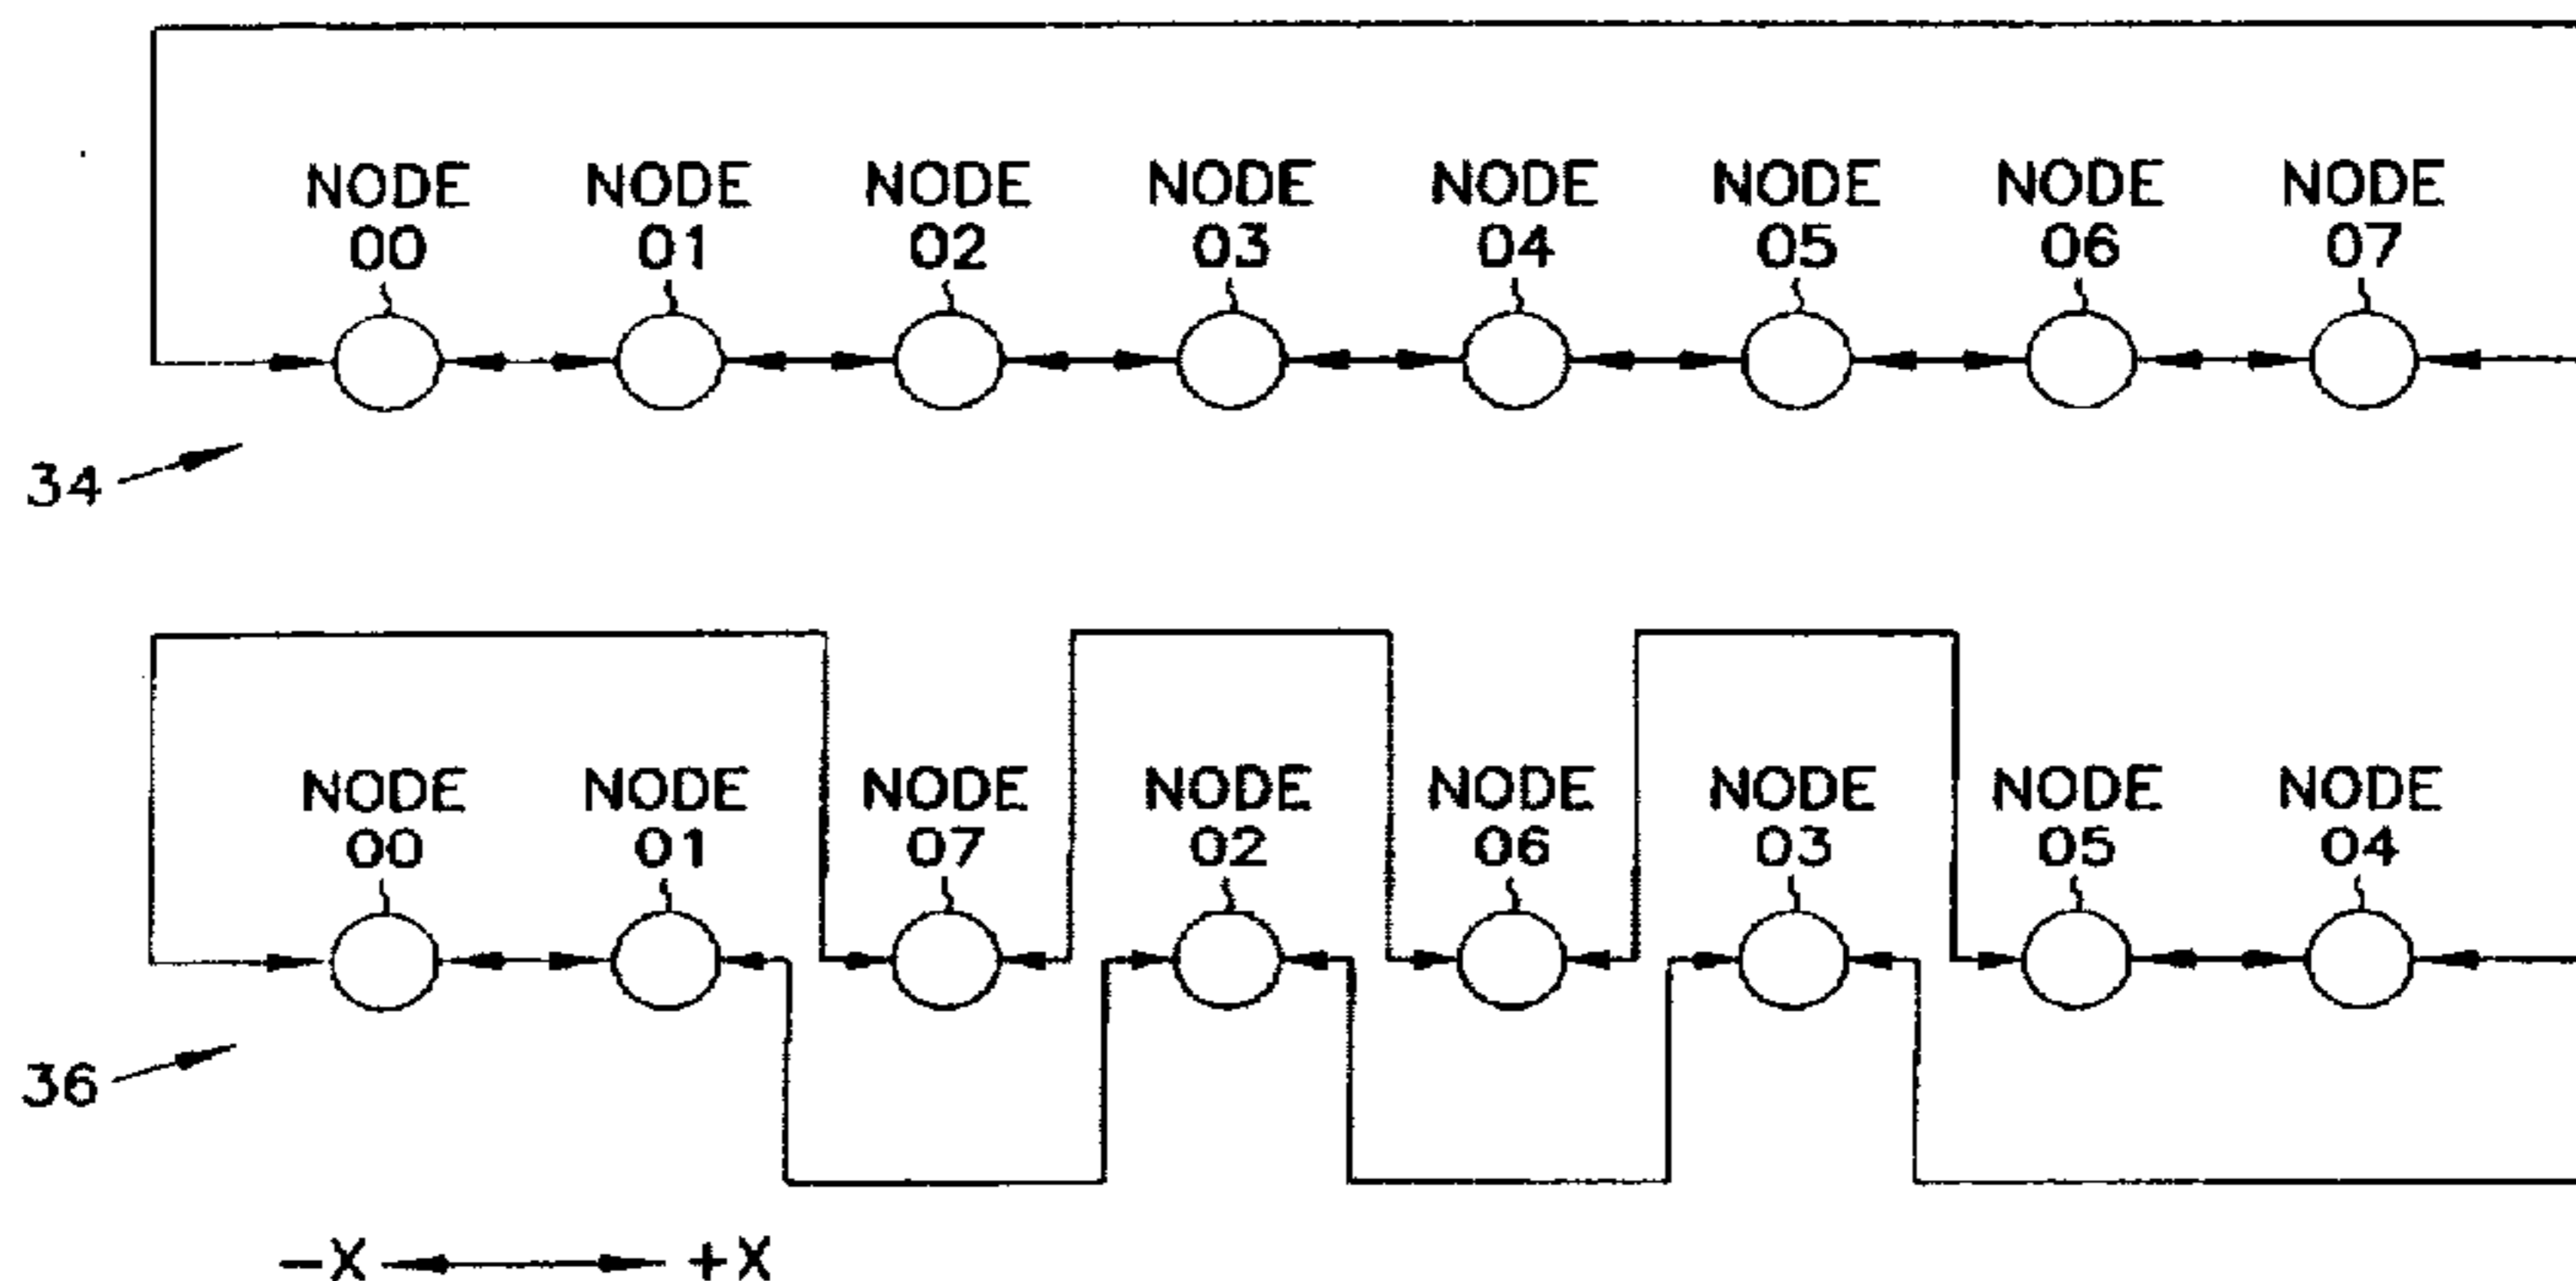 NODE 00 NODE 01 NODE 02 NODE 03 NODE 04 NODE 05 NODE 06 NODE 07
34
NODE 00 NODE 01 NODE 07 NODE 02 NODE 06 NODE 03 NODE 05 NODE 04
36
-X +X